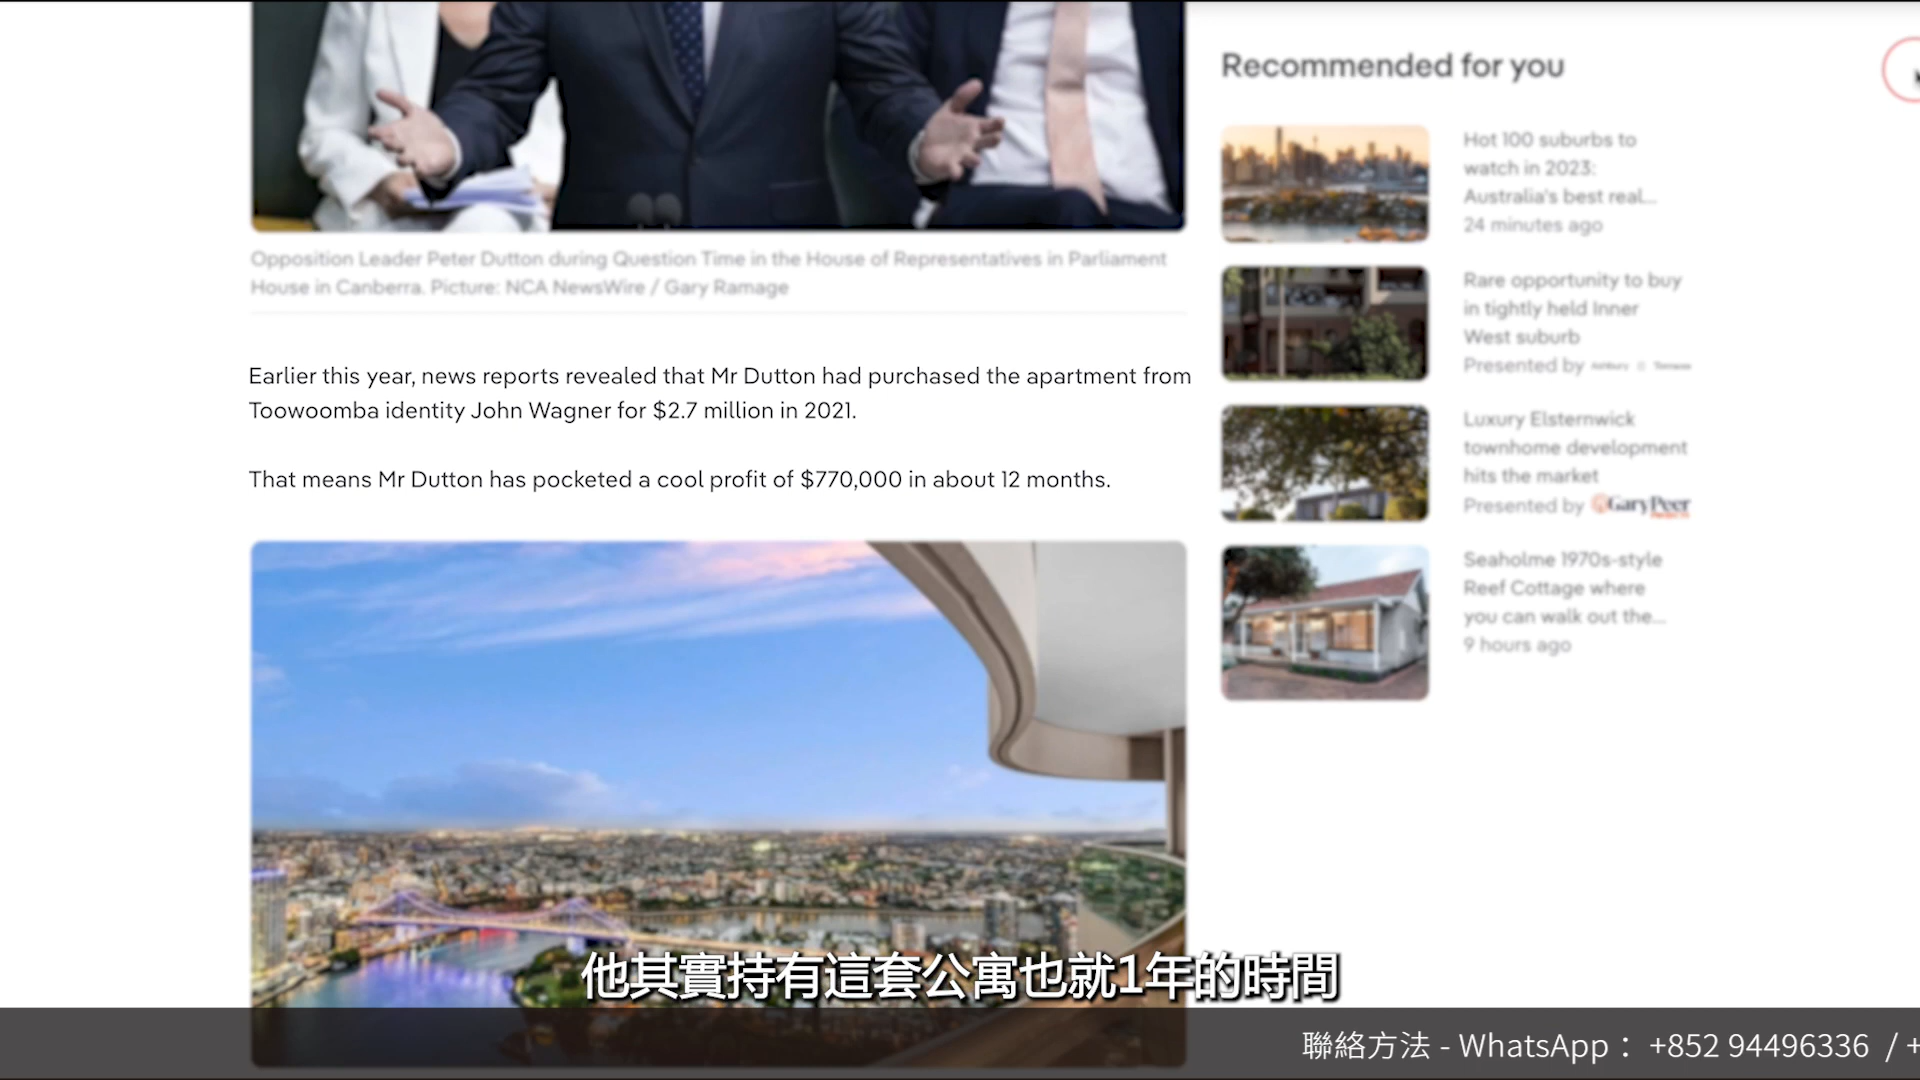 Recommended for you
Hot 100 suburbs to
watch in 2023:
Australia's best real...
24 minutes ago
Rare opportunity to buy
in tightly held Inner
West suburb
Presented by
Luxury Elsternwick
townhome development
hits the market
Presented by GaryPeer
Seaholme 1970s-style
Reef Cottage where
you can walk out the...
9 hours ago
Opposition Leader Peter Dutton during Question Time in the House of Representatives in Parliament
House in Canberra. Picture: NCA NewsWire / Gary Ramage
Earlier this year, news reports revealed that Mr Dutton had purchased the apartment from
Toowoomba identity John Wagner for $2.7 million in 2021.
That means Mr Dutton has pocketed a cool profit of $770,000 in about 12 months.
他其實持有這套公寓也就1年的時間
聯絡方法 - WhatsApp： +852 94496336 / +